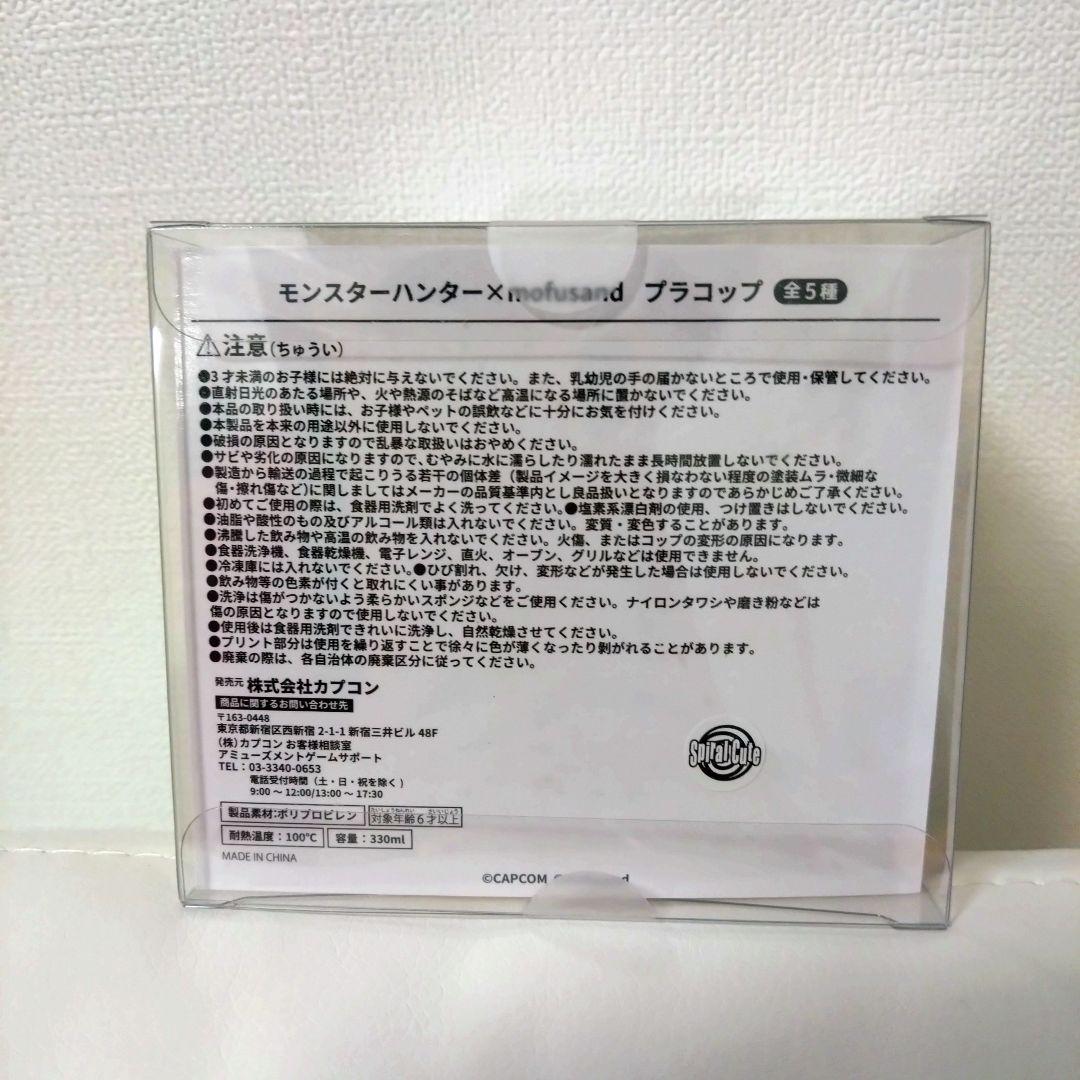 モンスターハンター×mofusand プラコップ 全5種
⚠注意(ちゅうい)
●3才未満のお子様には絶対に与えないでください。また、乳幼児の手の届かないところで使用・保管してください。
●直射日光のあたる場所や、火や熱源のそばなど高温になる場所に置かないでください。
●本品の取り扱い時には、お子様やペットの誤飲などに十分にお気を付けください。
●本製品を本来の用途以外に使用しないでください。
●破損の原因となりますので乱暴な取扱いはおやめください。
●サビや劣化の原因になりますので、むやみに水に濡らしたり濡れたまま長時間放置しないでください。
●製造から輸送の過程で起こりうる若干の個体差（製品イメージを大きく損なわない程度の塗装ムラ・微細な
傷・擦れ傷など)に関しましてはメーカーの品質基準内とし良品扱いとなりますのであらかじめご了承ください。
●初めてご使用の際は、食器用洗剤でよく洗ってください。●塩素系漂白剤の使用、つけ置きはしないでください。
●油脂や酸性のもの及びアルコール類は入れないでください。変質・変色することがあります。
●沸騰した飲み物や高温の飲み物を入れないでください。火傷、またはコップの変形の原因になります。
●食器洗浄機、食器乾燥機、電子レンジ、直火、オーブン、グリルなどは使用できません。
●冷凍庫には入れないでください。●ひび割れ、欠け、変形などが発生した場合は使用しないでください。
●飲み物等の色素が付くと取れにくい事があります。
●洗浄は傷がつかないよう柔らかいスポンジなどをご使用ください。ナイロンタワシや磨き粉などは
傷の原因となりますので使用しないでください。
●使用後は食器用洗剤できれいに洗浄し、自然乾燥させてください。
●プリント部分は使用を繰り返すことで徐々に色が薄くなったり剝がれることがあります。
●廃棄の際は、各自治体の廃棄区分に従ってください。
発売元 株式会社カプコン
商品に関するお問い合わせ先
〒163-0448
東京都新宿区西新宿 2-1-1 新宿三井ビル 48F
(株)カプコン お客様相談室
アミューズメントゲームサポート
TEL：03-3340-0653
電話受付時間（土・日・祝を除く)
9:00 ～ 12:00/13:00 ～ 17:30
SpiralCute
製品素材:ポリプロピレン 対象年齢6才以上
たいしょうねんれい さいいじょう
耐熱温度：100℃ 容量：330ml
MADE IN CHINA
©CAPCOM